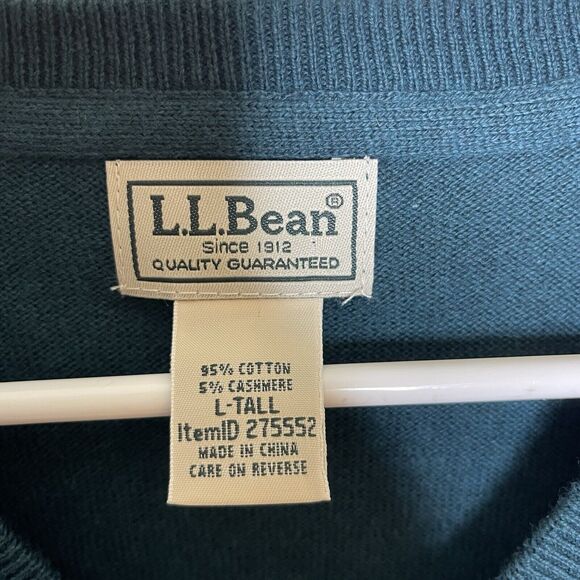 L.L.Bean®
Since 1912
QUALITY GUARANTEED
95% COTTON
5% CASHMERE
L-TALL
ItemID 275552
MADE IN CHINA
CARE ON REVERSE